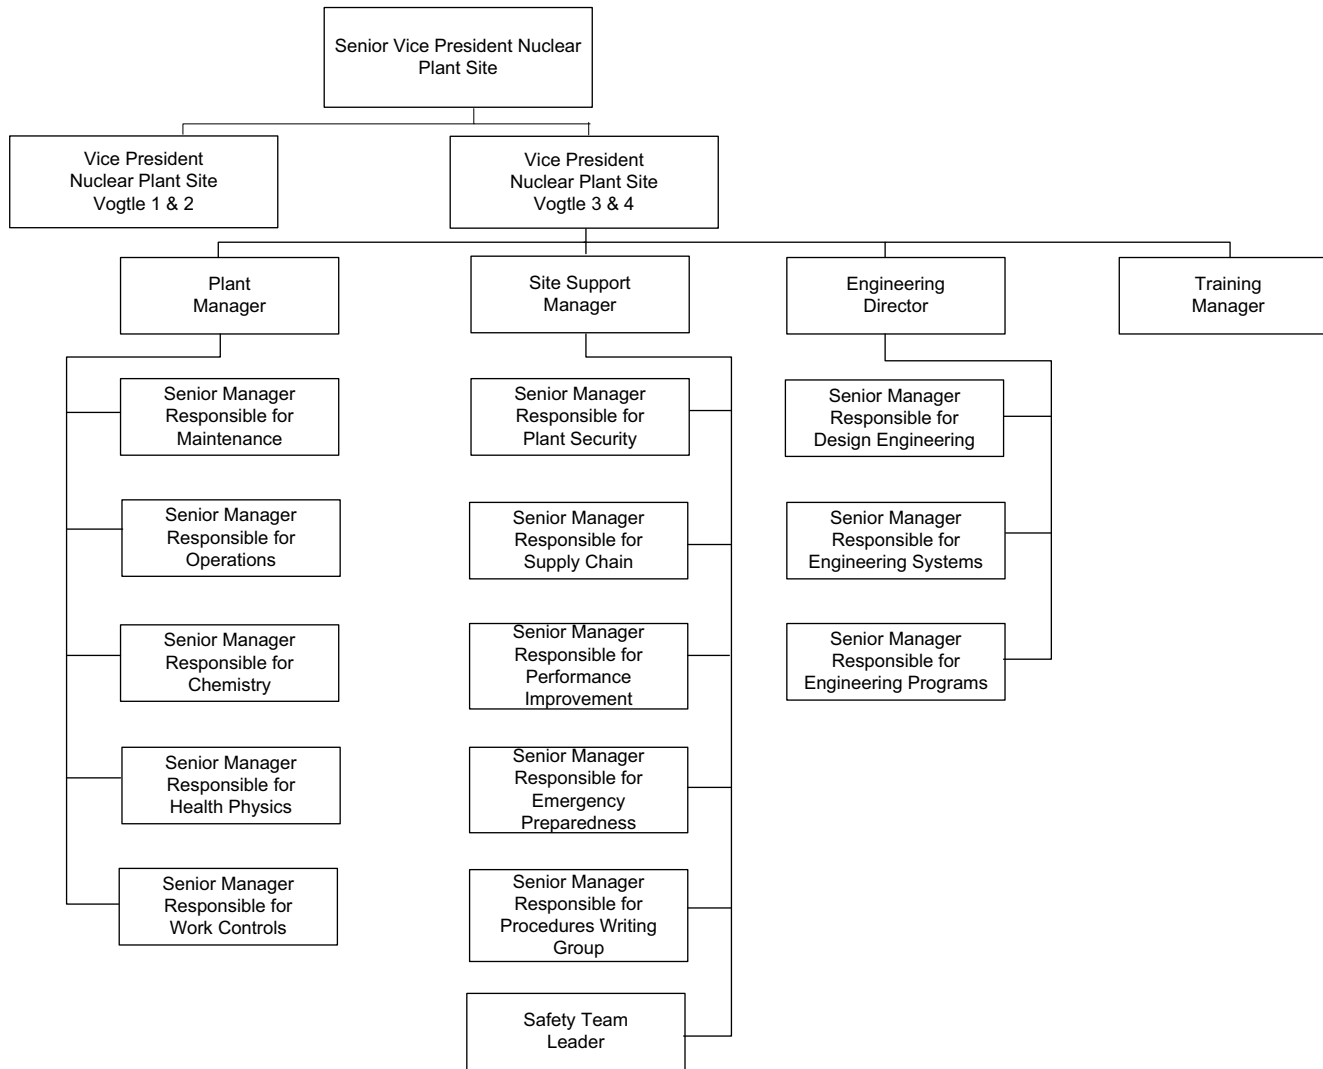 Senior Vice President Nuclear
Plant Site
Vice President
Nuclear Plant Site
Vogtle 1 & 2
Vice President
Nuclear Plant Site
Vogtle 3 & 4
Plant
Manager
Site Support
Manager
Engineering
Director
Training
Manager
Senior Manager
Responsible for
Maintenance
Senior Manager
Responsible for
Plant Security
Senior Manager
Responsible for
Design Engineering
Senior Manager
Responsible for
Operations
Senior Manager
Responsible for
Supply Chain
Senior Manager
Responsible for
Engineering Systems
Senior Manager
Responsible for
Chemistry
Senior Manager
Responsible for
Performance
Improvement
Senior Manager
Responsible for
Engineering Programs
Senior Manager
Responsible for
Health Physics
Senior Manager
Responsible for
Emergency
Preparedness
Senior Manager
Responsible for
Work Controls
Senior Manager
Responsible for
Procedures Writing
Group
Safety Team
Leader